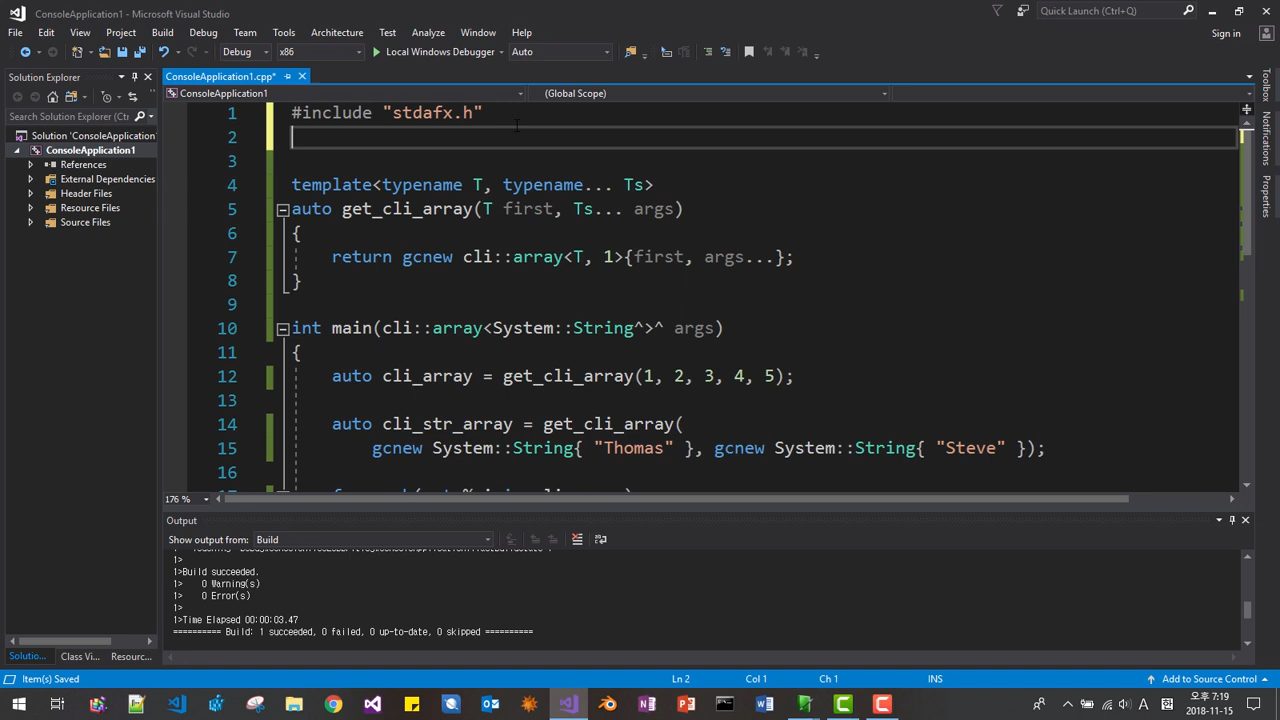 ConsoleApplication1 - Microsoft Visual Studio
Quick Launch (Ctrl+Q)
File Edit View Project Build Debug Team Tools Architecture Test Analyze Window Help
Sign in
Debug x86 Local Windows Debugger Auto
Solution Explorer
ConsoleApplication1.cpp*
ConsoleApplication1
(Global Scope)
Search Solution Explorer (Ctrl+
Solution 'ConsoleApplication
ConsoleApplication1
References
External Dependencies
Header Files
Resource Files
Source Files
1 #include "stdafx.h"
2
3
4 template<typename T, typename... Ts>
5 auto get_cli_array(T first, Ts... args)
6 {
7 return gcnew cli::array<T, 1>{first, args...};
8 }
9
10 int main(cli::array<System::String^>^ args)
11 {
12 auto cli_array = get_cli_array(1, 2, 3, 4, 5);
13
14 auto cli_str_array = get_cli_array(
15 gcnew System::String{ "Thomas" }, gcnew System::String{ "Steve" });
16
176 %
Toolbox
Notifications
Properties
Output
Show output from: Build
1>
1>Build succeeded.
1> 0 Warning(s)
1> 0 Error(s)
1>
1>Time Elapsed 00:00:03.47
========== Build: 1 succeeded, 0 failed, 0 up-to-date, 0 skipped ==========
Solutio... Class Vi... Resourc...
Item(s) Saved
Ln 2 Col 1 Ch 1 INS
Add to Source Control
A
오후 7:19
2018-11-15